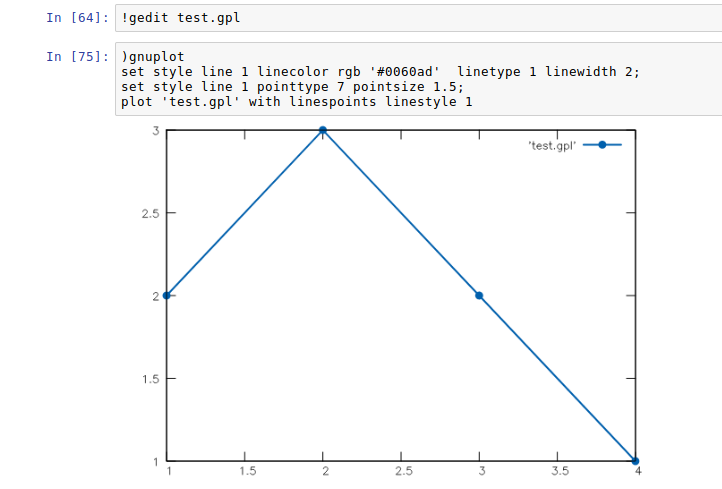 In [64]: !gedit test.gpl
In [75]: )gnuplot
set style line 1 linecolor rgb '#0060ad'  linetype 1 linewidth 2;
set style line 1 pointtype 7 pointsize 1.5;
plot 'test.gpl' with linespoints linestyle 1
3
'test.gpl'
2.5
2
1.5
1
1 1.5 2 2.5 3 3.5 4